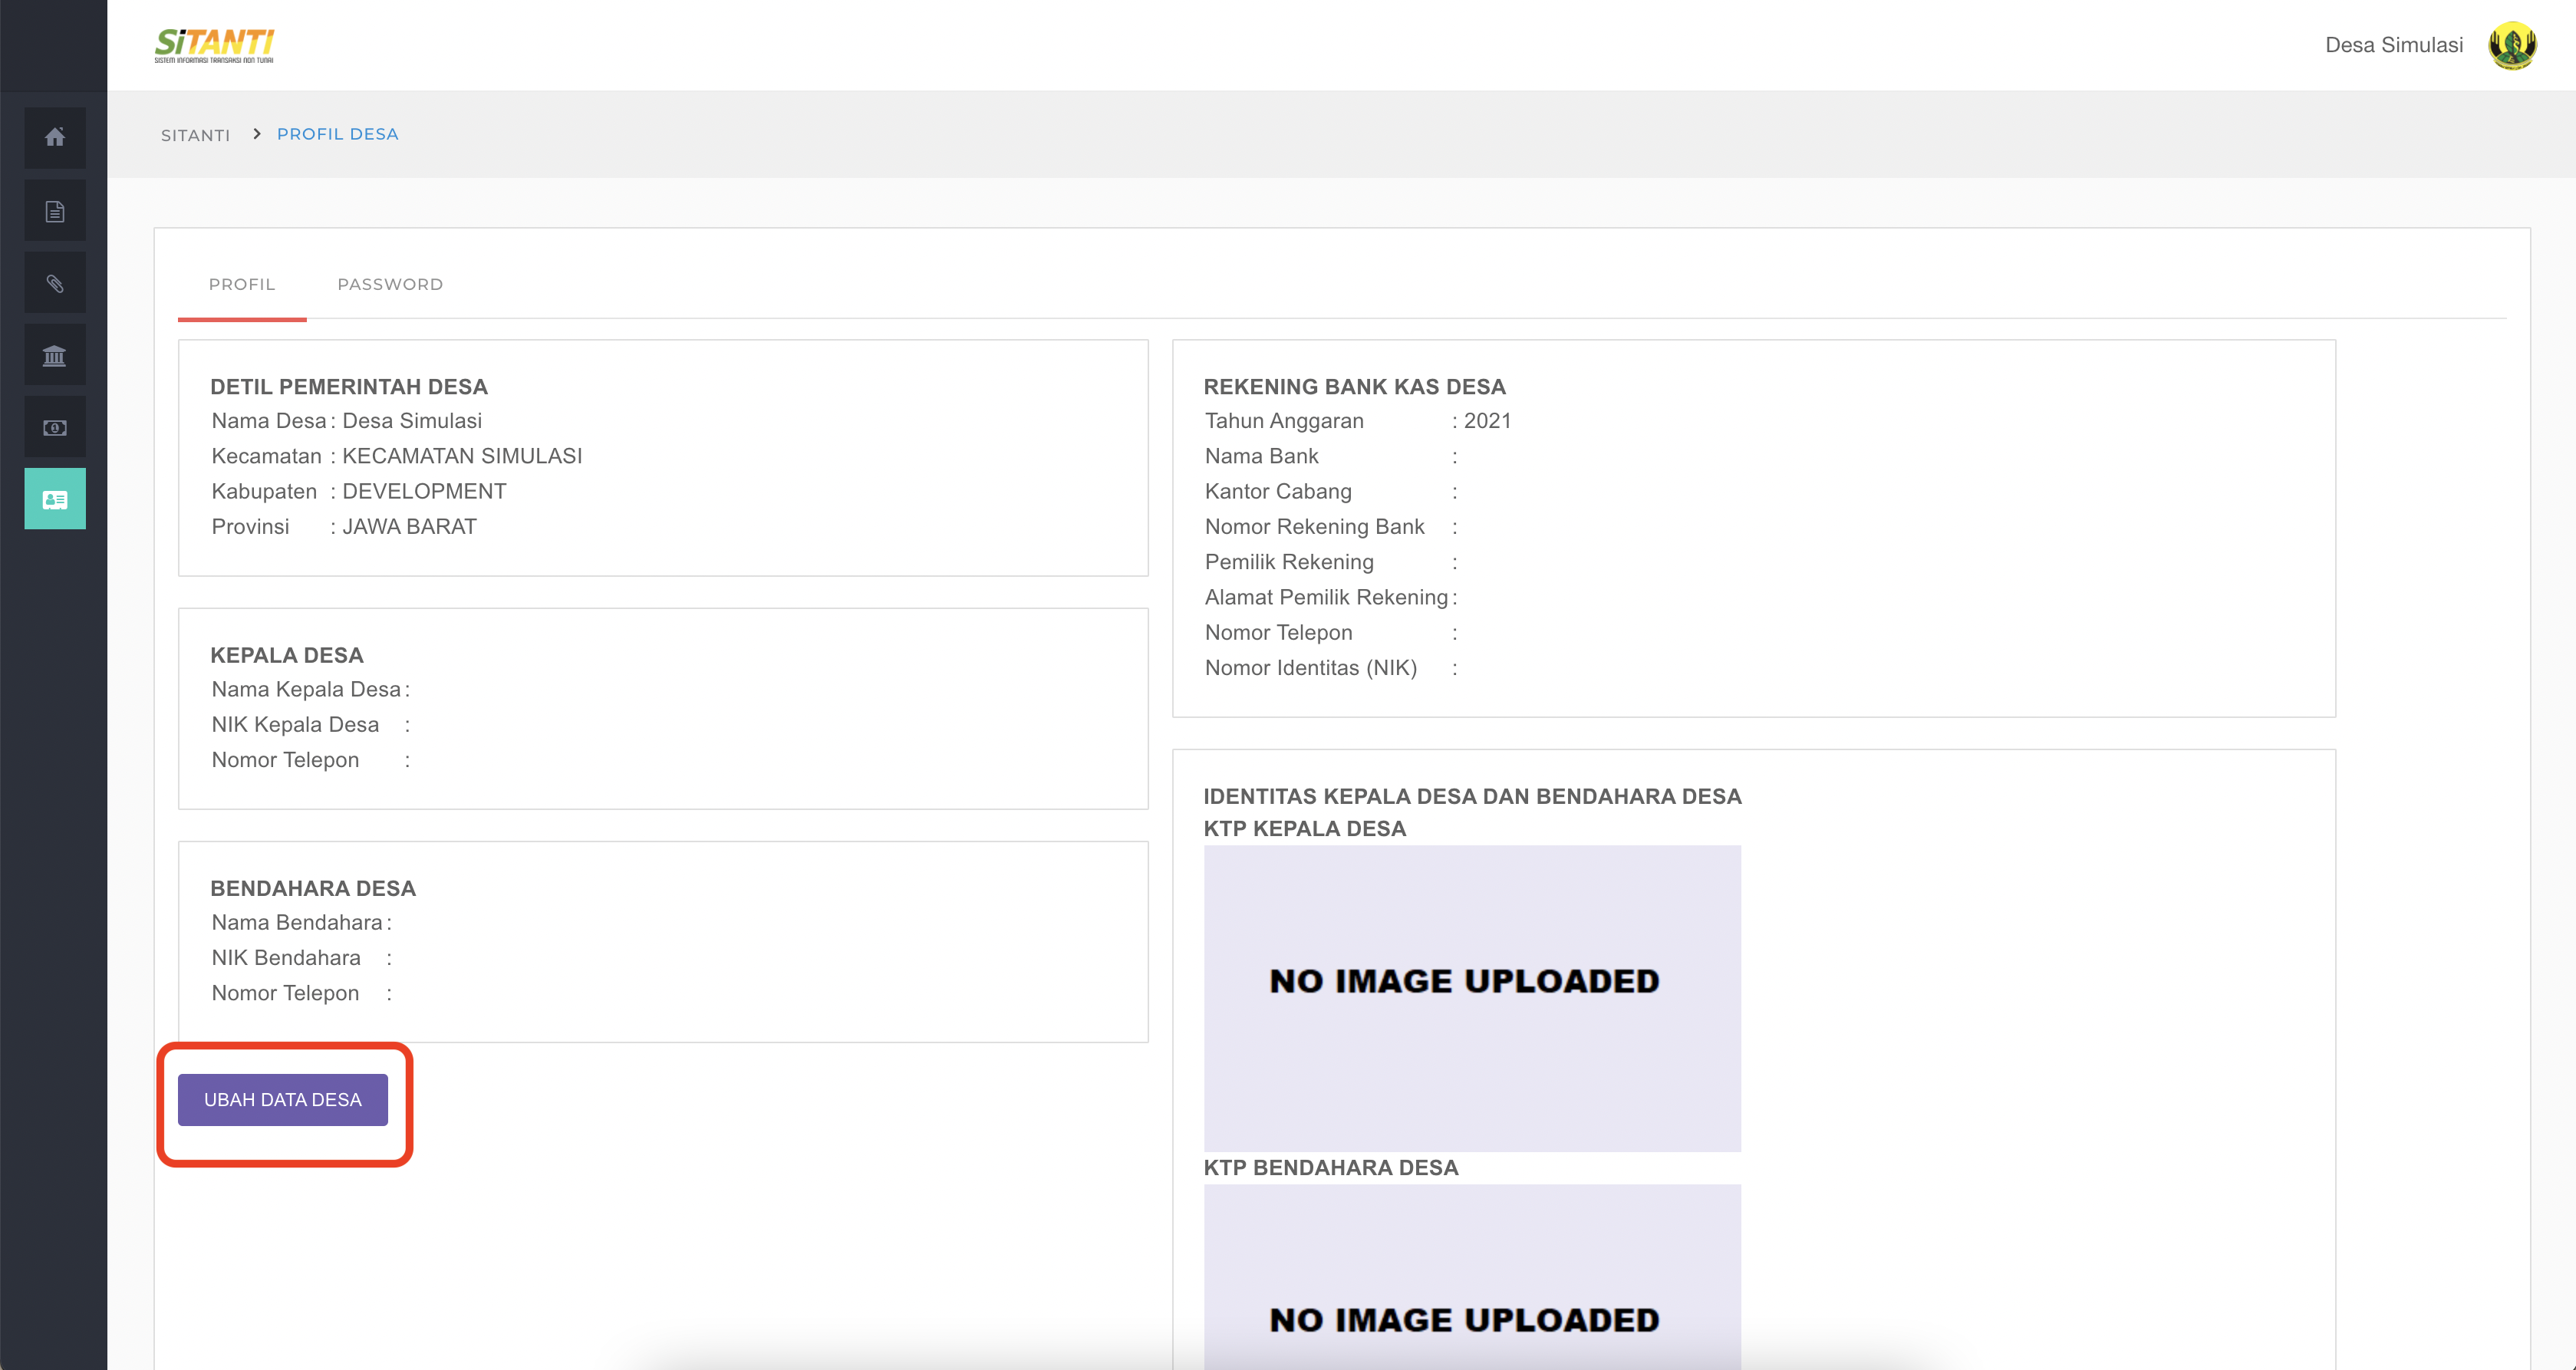 SiTANTI
SISTEM INFORMASI TRANSAKSI NON TUNAI
Desa Simulasi
SITANTI > PROFIL DESA
PROFIL PASSWORD
DETIL PEMERINTAH DESA
Nama Desa : Desa Simulasi
Kecamatan : KECAMATAN SIMULASI
Kabupaten : DEVELOPMENT
Provinsi : JAWA BARAT
KEPALA DESA
Nama Kepala Desa :
NIK Kepala Desa :
Nomor Telepon :
BENDAHARA DESA
Nama Bendahara :
NIK Bendahara :
Nomor Telepon :
UBAH DATA DESA
REKENING BANK KAS DESA
Tahun Anggaran : 2021
Nama Bank :
Kantor Cabang :
Nomor Rekening Bank :
Pemilik Rekening :
Alamat Pemilik Rekening :
Nomor Telepon :
Nomor Identitas (NIK) :
IDENTITAS KEPALA DESA DAN BENDAHARA DESA
KTP KEPALA DESA
NO IMAGE UPLOADED
KTP BENDAHARA DESA
NO IMAGE UPLOADED